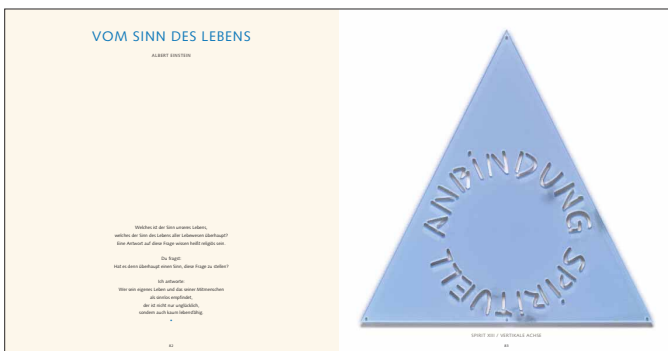 VOM SINN DES LEBENS
ALBERT EINSTEIN
Welches ist der Sinn unseres Lebens,
welches der Sinn des Lebens aller Lebewesen überhaupt?
Eine Antwort auf diese Frage wissen heißt religiös sein.
Du fragst:
Hat es denn überhaupt einen Sinn, diese Frage zu stellen?
Ich antworte:
Wer sein eigenes Leben und das seiner Mitmenschen
als sinnlos empfindet,
der ist nicht nur unglücklich,
sondern auch kaum lebensfähig.
ANBINDUNG SPIRITUELL
SPIRIT XIII / VERTIKALE ACHSE